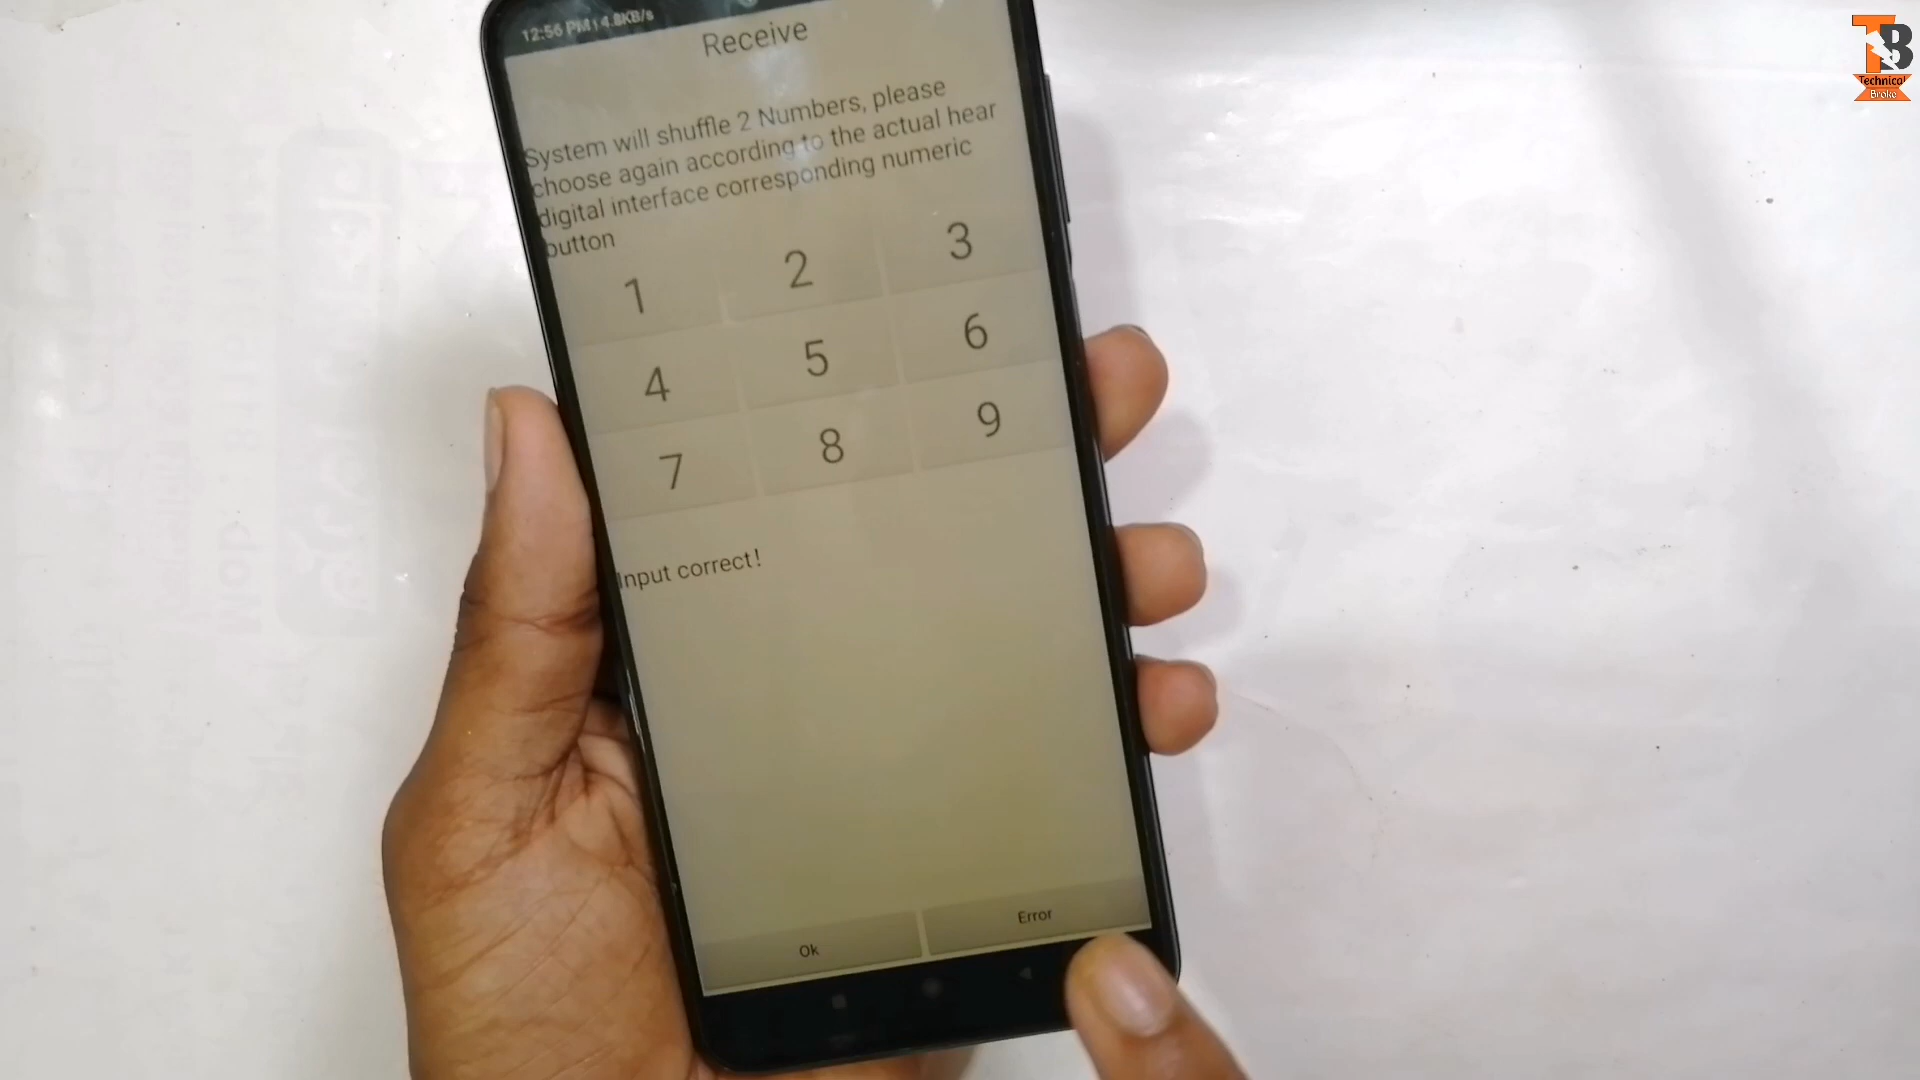 12:56 PM | 4.8KB/s
Receive
System will shuffle 2 Numbers, please
choose again according to the actual hear
digital interface corresponding numeric
button
1 2 3
4 5 6
7 8 9
Input correct!
Ok Error
TB
Technical
Broke